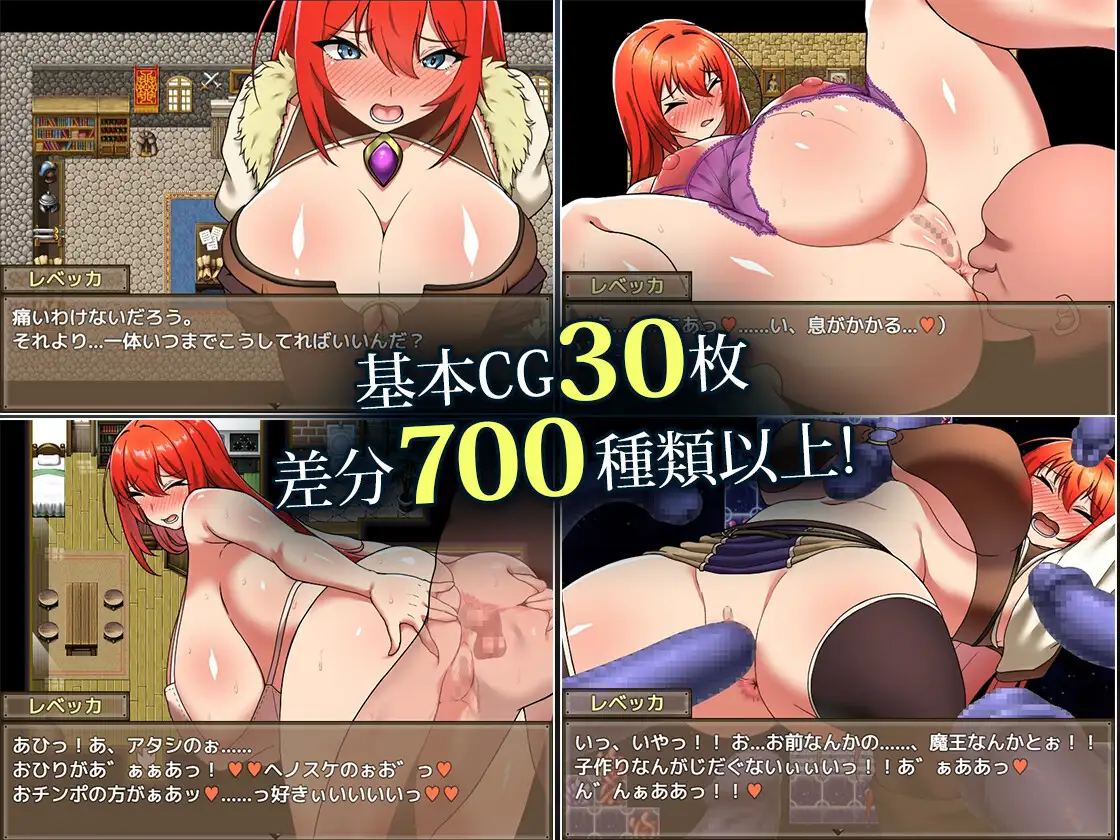 レベッカ
痛いわけないだろう。
それより…一体いつまでこうしてればいいんだ？
レベッカ
あっ♥……い、息がかかる…♥）
基本CG30枚
差分700種類以上!
レベッカ
あひっ！あ、アタシのぉ……
おひりがあ゛ぁぁあっ！♥♥ヘノスケのぉお゛っ♥
おチンポの方がぁあッ♥……っ好きぃいいいいっ♥♥
レベッカ
いっ、いやっ！！お…お前なんかの……、魔王なんかとぉ！！
子作りなんがじだぐないぃぃいっ！！あ゛ぁああっ♥
ん゛んぁああっ！！♥